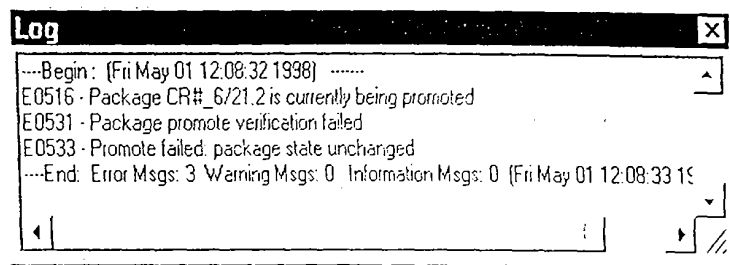 Log
----Begin : (Fri May 01 12:08:32 1998) -------
E0516 - Package CR#_6/21.2 is currently being promoted
E0531 - Package promote verification failed
E0533 - Promote failed: package state unchanged
----End: Error Msgs: 3 Warning Msgs: 0 Information Msgs: 0 (Fri May 01 12:08:33 19